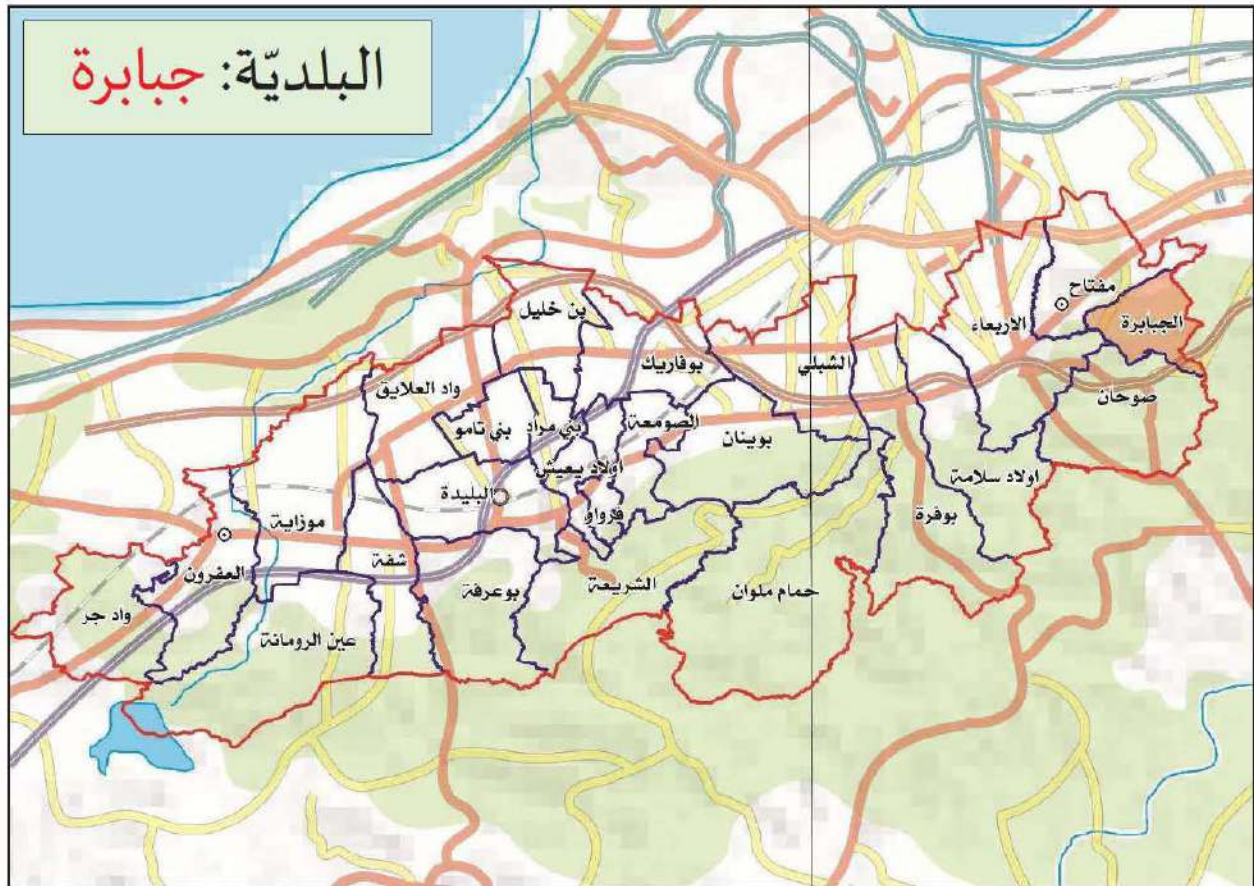 البلديّة: جبابرة
مفتاح
الجبابرة
بن خليل
الاربعاء
بوفاريك
الشبلي
واد العلايق
صوحان
بني تامو
بني مراد
الصومعة
بوينان
اولاد يعيش
اولاد سلامة
البليدة
فرواو
بوفرة
موزاية
شفة
العفرون
الشريعة
بوعرفة
حمام ملوان
واد جر
عين الرومانة